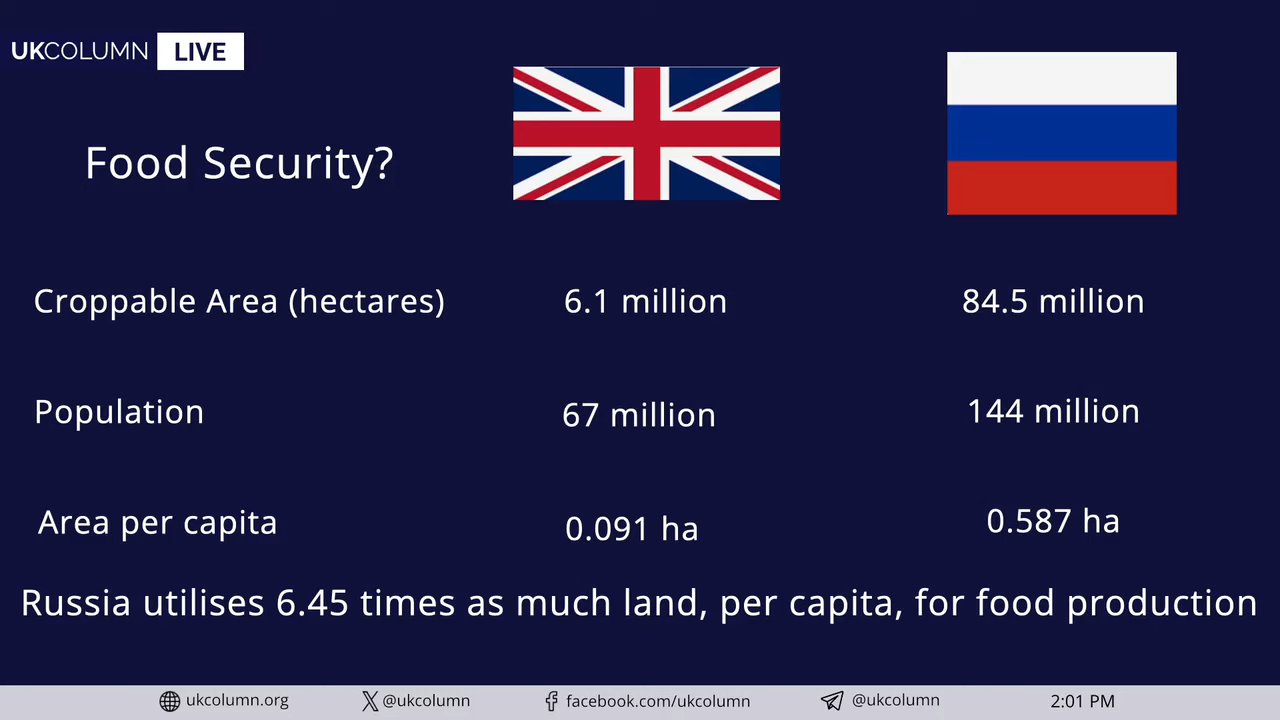 UKCOLUMN LIVE
Food Security?
Croppable Area (hectares) 6.1 million 84.5 million
Population 67 million 144 million
Area per capita 0.091 ha 0.587 ha
Russia utilises 6.45 times as much land, per capita, for food production
ukcolumn.org @ukcolumn facebook.com/ukcolumn @ukcolumn 2:01 PM